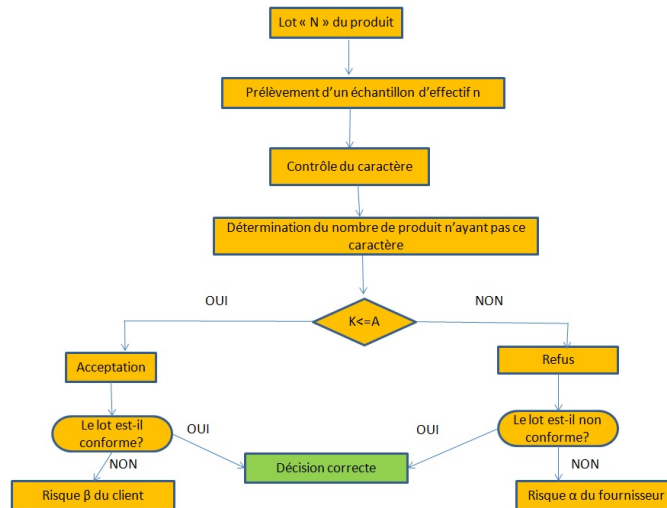 Lot « N » du produit
Prélèvement d'un échantillon d'effectif n
Contrôle du caractère
Détermination du nombre de produit n'ayant pas ce
caractère
OUI
NON
K<=A
Acceptation
Refus
Le lot est-il
conforme?
OUI
OUI
Le lot est-il non
conforme?
Décision correcte
NON
NON
Risque β du client
Risque α du fournisseur